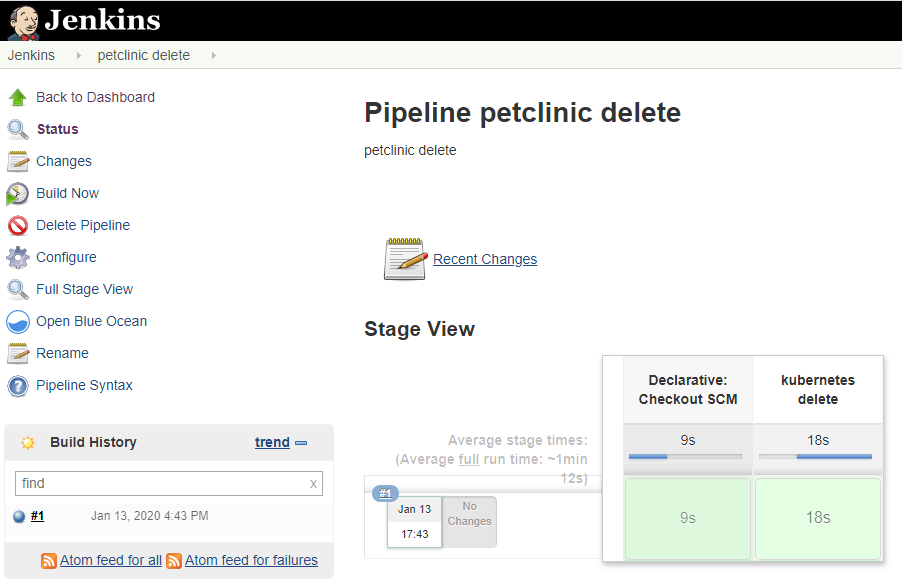 Jenkins
Jenkins
petclinic delete
Back to Dashboard
Status
Changes
Build Now
Delete Pipeline
Configure
Full Stage View
Open Blue Ocean
Rename
Pipeline Syntax
Build History
trend
find
x
#1
Jan 13, 2020 4:43 PM
Atom feed for all
Atom feed for failures
Pipeline petclinic delete
petclinic delete
Recent Changes
Stage View
Average stage times:
(Average full run time: ~1min
12s)
#1
Jan 13
17:43
No
Changes
Declarative:
Checkout SCM
kubernetes
delete
9s
18s
9s
18s